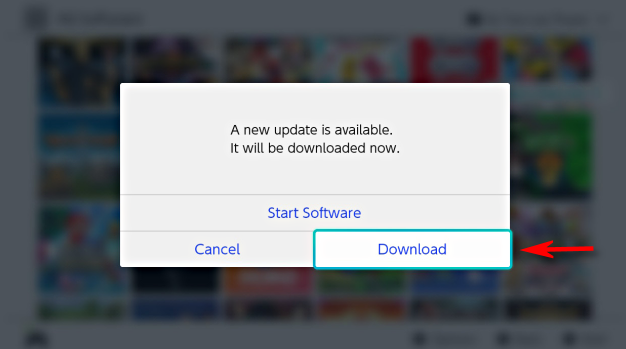 A new update is available.
It will be downloaded now.
Start Software
Cancel
Download